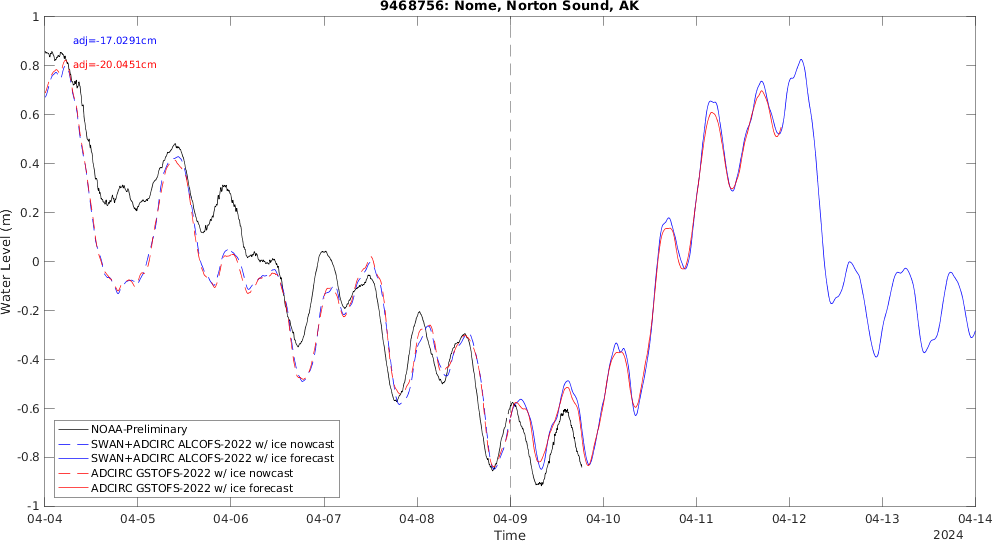 9468756: Nome, Norton Sound, AK
adj=-17.0291cm
adj=-20.0451cm
1
0.8
0.6
0.4
0.2
0
-0.2
-0.4
-0.6
-0.8
-1
Water Level (m)
NOAA-Preliminary
SWAN+ADCIRC ALCOFS-2022 w/ ice nowcast
SWAN+ADCIRC ALCOFS-2022 w/ ice forecast
ADCIRC GSTOFS-2022 w/ ice nowcast
ADCIRC GSTOFS-2022 w/ ice forecast
04-04 04-05 04-06 04-07 04-08 04-09 04-10 04-11 04-12 04-13 04-14
Time
2024